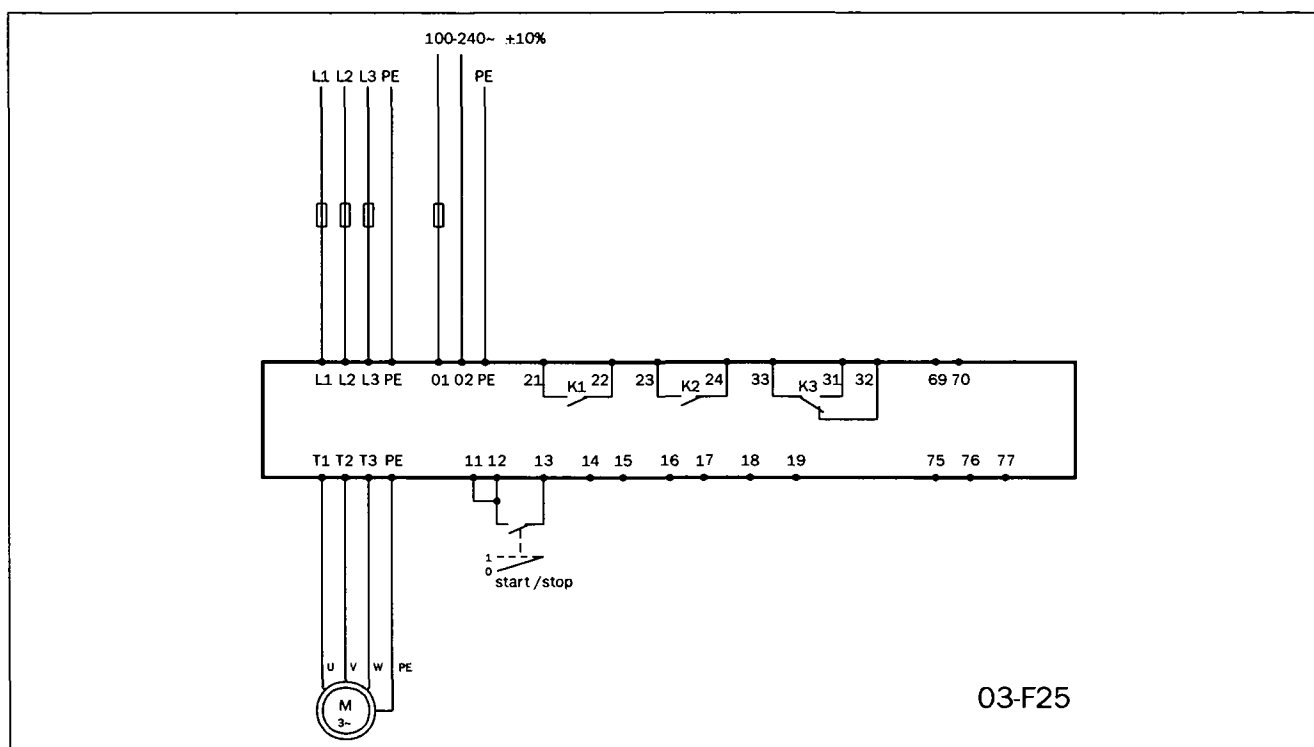 100-240~ ±10%
L1 L2 L3 PE PE
L1 L2 L3 PE 01 02 PE 21 22 23 24 33 31 32 69 70
K1 K2 K3
T1 T2 T3 PE 11 12 13 14 15 16 17 18 19 75 76 77
1
0
start/stop
U V W PE
M
3~
03-F25